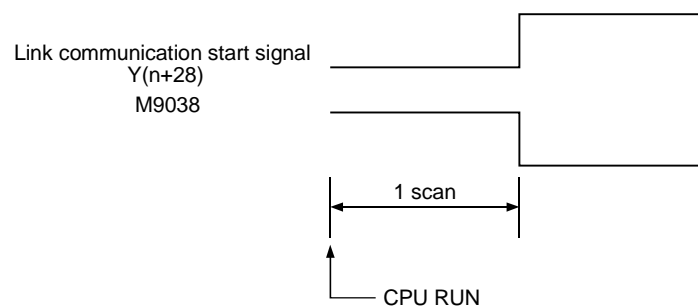 Link communication start signal
Y(n+28)
M9038
1 scan
CPU RUN